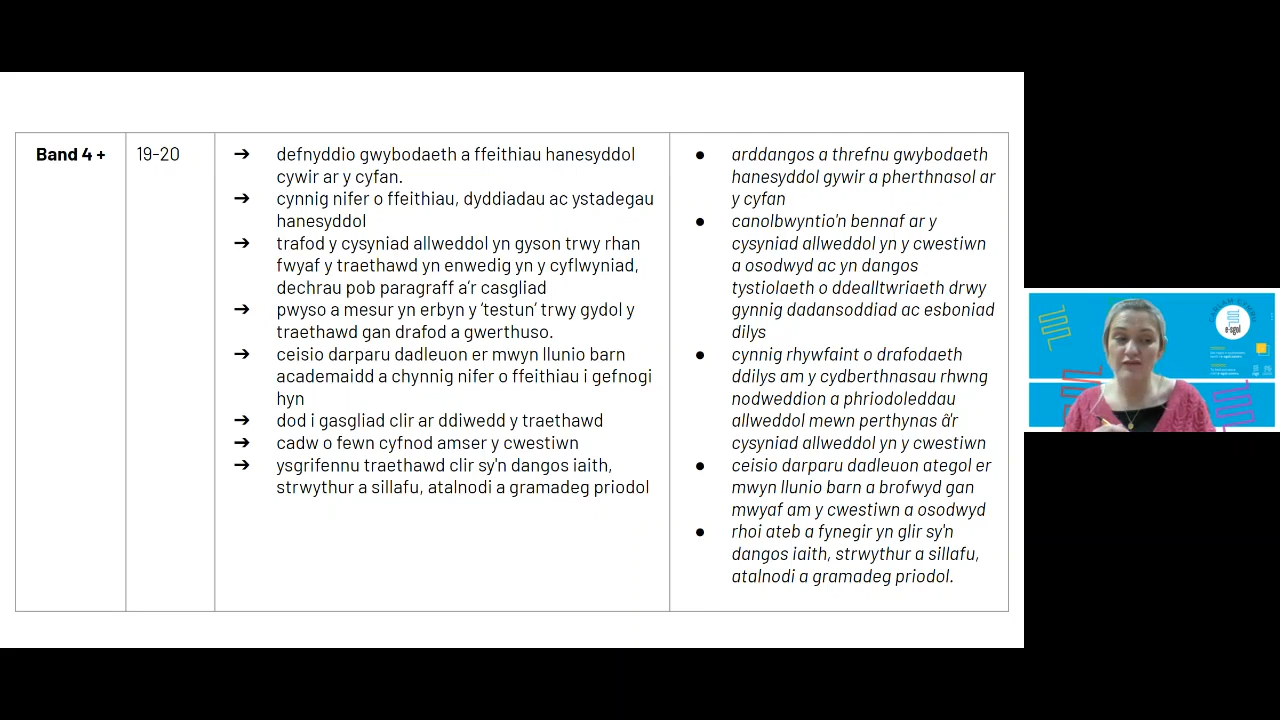 Band 4 +
19-20
➔ defnyddio gwybodaeth a ffeithiau hanesyddol
cywir ar y cyfan.
➔ cynnig nifer o ffeithiau, dyddiadau ac ystadegau
hanesyddol
➔ trafod y cysyniad allweddol yn gyson trwy rhan
fwyaf y traethawd yn enwedig yn y cyflwyniad,
dechrau pob paragraff a'r casgliad
➔ pwyso a mesur yn erbyn y ‘testun’ trwy gydol y
traethawd gan drafod a gwerthuso.
➔ ceisio darparu dadleuon er mwyn llunio barn
academaidd a chynnig nifer o ffeithiau i gefnogi
hyn
➔ dod i gasgliad clir ar ddiwedd y traethawd
➔ cadw o fewn cyfnod amser y cwestiwn
➔ ysgrifennu traethawd clir sy'n dangos iaith,
strwythur a sillafu, atalnodi a gramadeg priodol
● arddangos a threfnu gwybodaeth
hanesyddol gywir a pherthnasol ar
y cyfan
● canolbwyntio'n bennaf ar y
cysyniad allweddol yn y cwestiwn
a osodwyd ac yn dangos
tystiolaeth o ddealltwriaeth drwy
gynnig dadansoddiad ac esboniad
dilys
● cynnig rhywfaint o drafodaeth
ddilys am y cydberthnasau rhwng
nodweddion a phriodoleddau
allweddol mewn perthynas â'r
cysyniad allweddol yn y cwestiwn
● ceisio darparu dadleuon ategol er
mwyn llunio barn a brofwyd gan
mwyaf am y cwestiwn a osodwyd
● rhoi ateb a fynegir yn glir sy'n
dangos iaith, strwythur a sillafu,
atalnodi a gramadeg priodol.
e-sgol